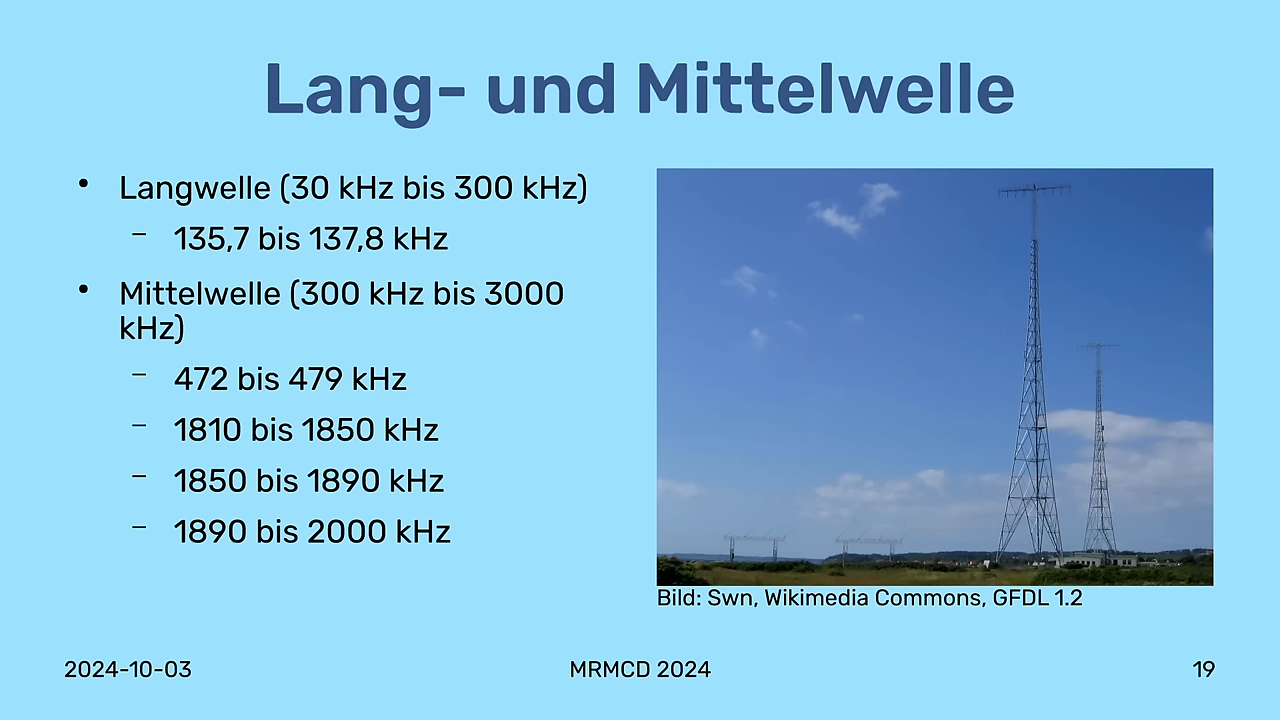 Lang- und Mittelwelle
• Langwelle (30 kHz bis 300 kHz)
– 135,7 bis 137,8 kHz
• Mittelwelle (300 kHz bis 3000
kHz)
– 472 bis 479 kHz
– 1810 bis 1850 kHz
– 1850 bis 1890 kHz
– 1890 bis 2000 kHz
Bild: Swn, Wikimedia Commons, GFDL 1.2
2024-10-03
MRMCD 2024
19